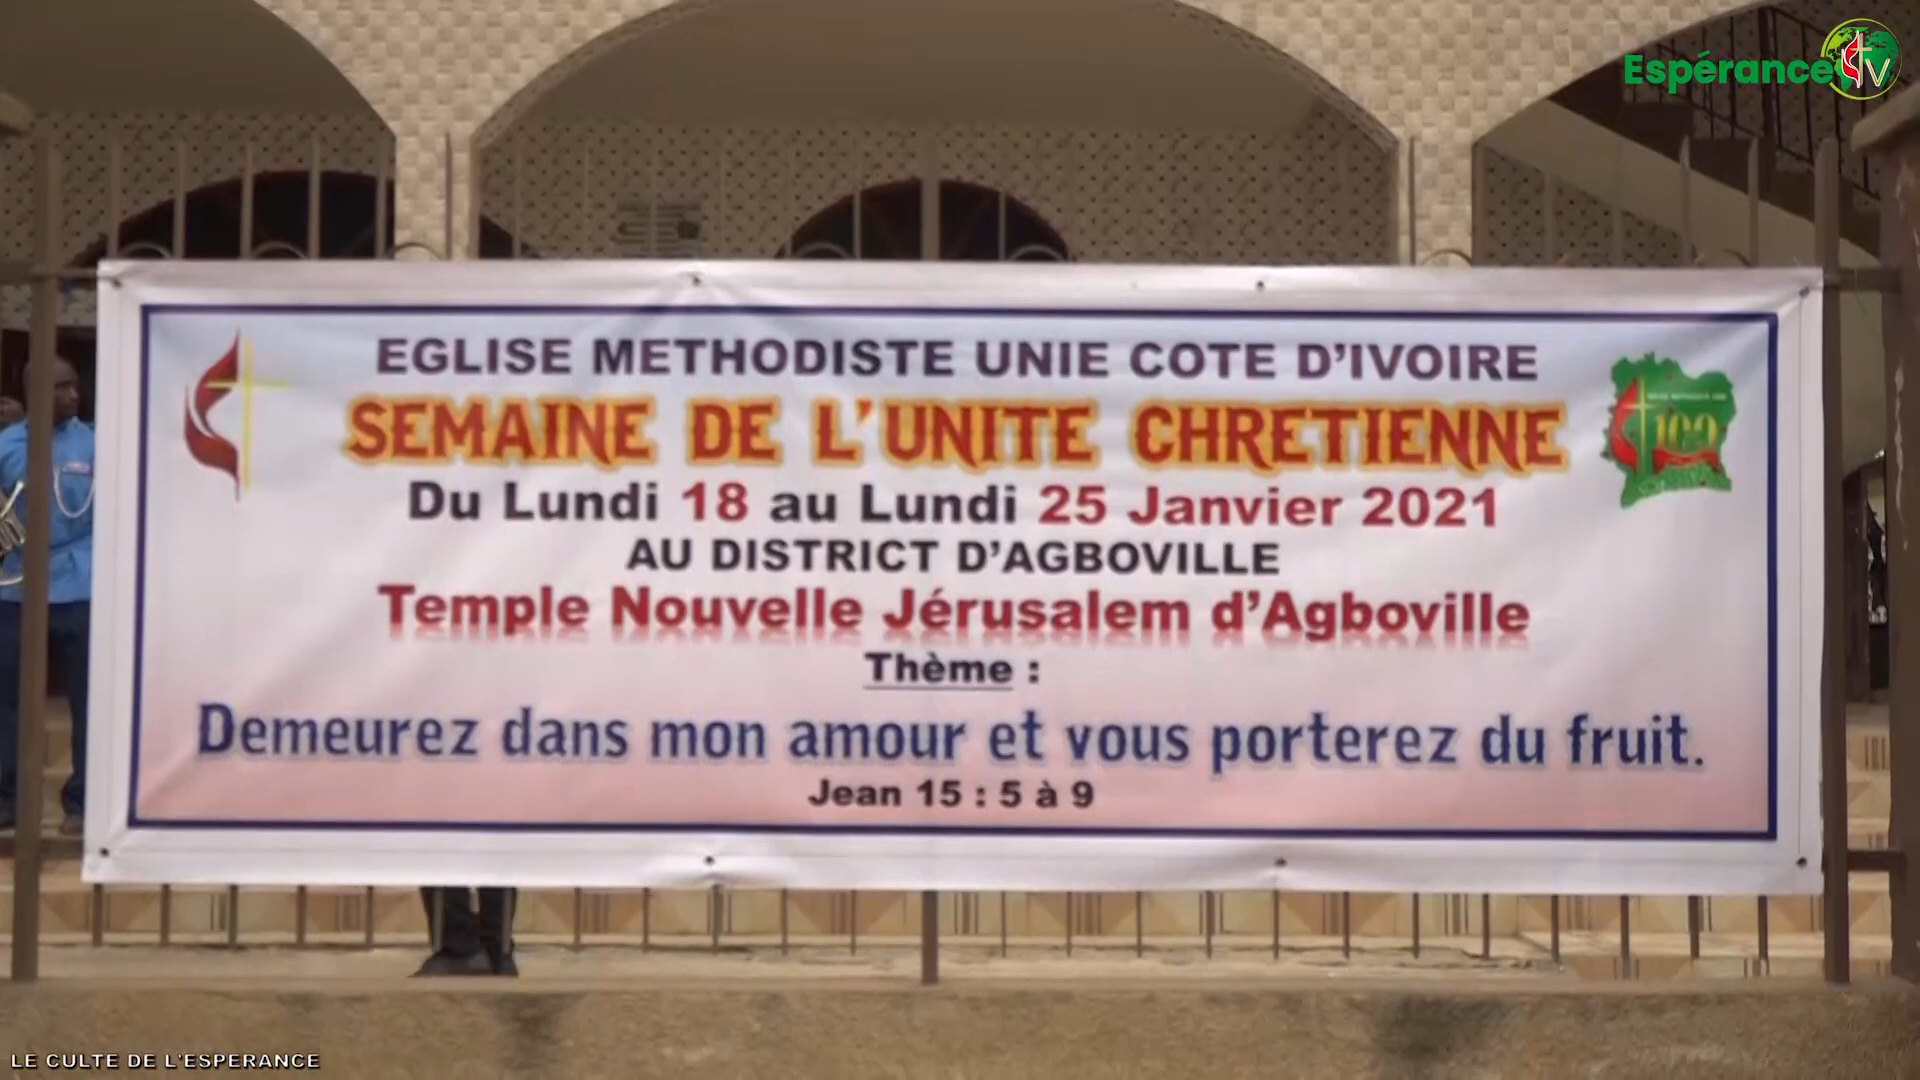 Espérance TV
EGLISE METHODISTE UNIE COTE D'IVOIRE
SEMAINE DE L'UNITE CHRETIENNE
100
Du Lundi 18 au Lundi 25 Janvier 2021
AU DISTRICT D'AGBOVILLE
Temple Nouvelle Jérusalem d'Agboville
Thème :
Demeurez dans mon amour et vous porterez du fruit.
Jean 15 : 5 à 9
LE CULTE DE L'ESPERANCE